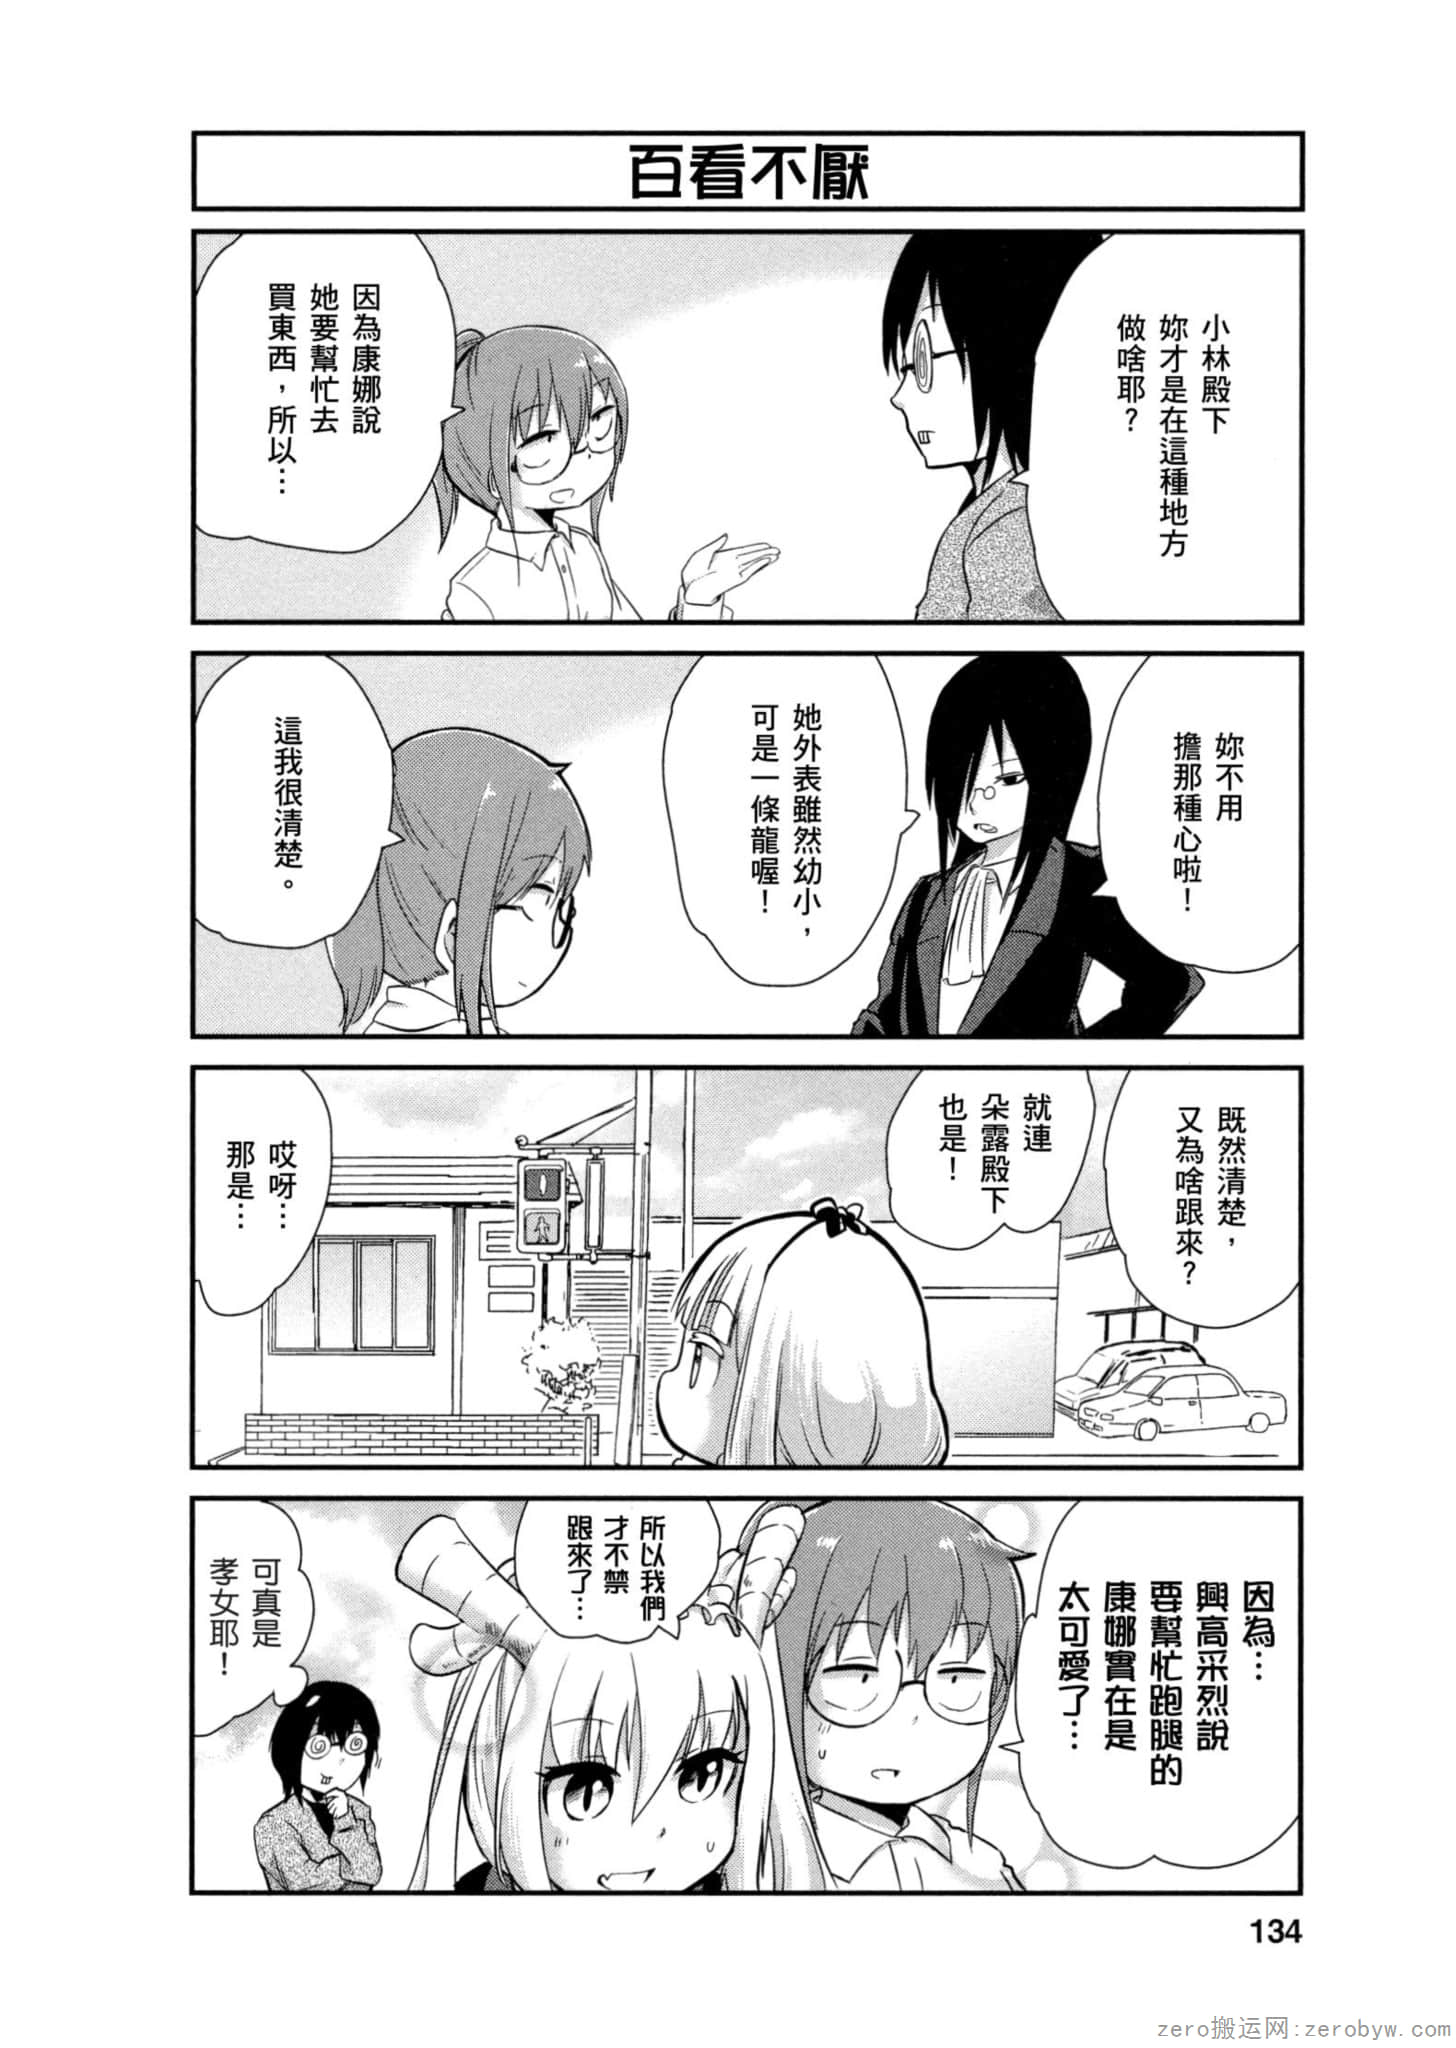 百看不厭
小林殿下
妳才是在這種地方
做啥耶？
因為康娜說
她要幫忙去
買東西，所以…
妳不用
擔那種心啦！
她外表雖然幼小，
可是一條龍喔！
這我很清楚。
既然清楚，
又為啥跟來？
就連
朵露殿下
也是！
哎呀…
那是…
因為…
興高采烈說
要幫忙跑腿的
康娜實在是
太可愛了…
所以我們
才不禁
跟來了…
可真是
孝女耶！
134
zero搬运网:zerobyw.com